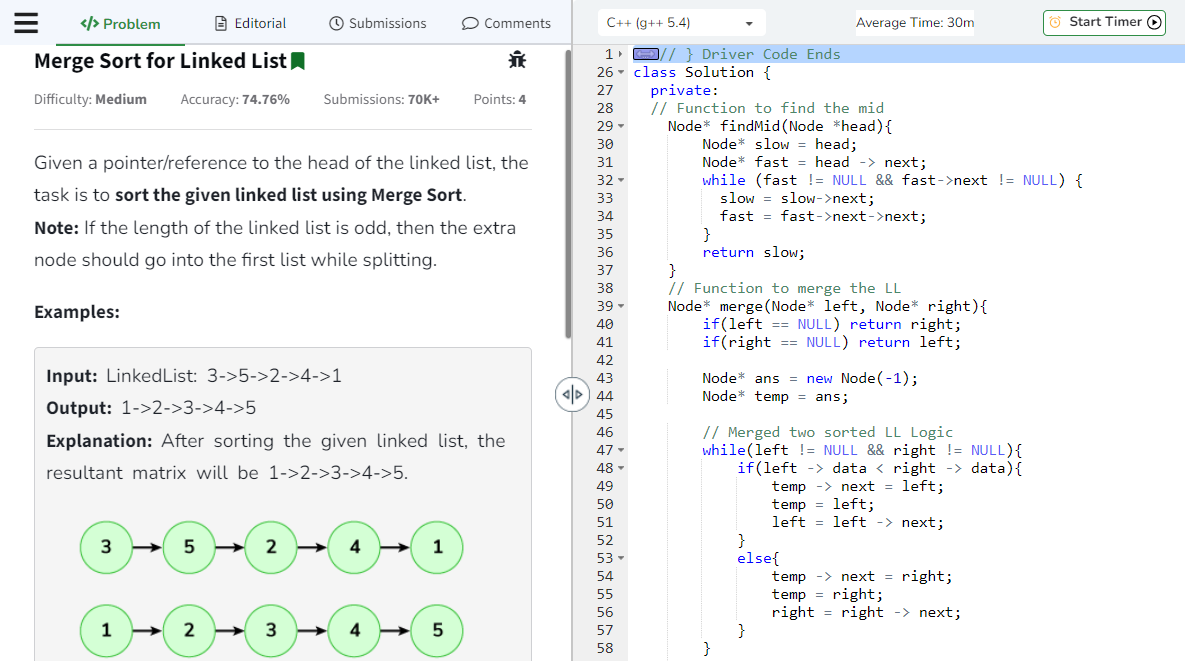 </> Problem
Editorial
Submissions
Comments
C++ (g++ 5.4)
Average Time: 30m
Start Timer
Merge Sort for Linked List
Difficulty: Medium Accuracy: 74.76% Submissions: 70K+ Points: 4
Given a pointer/reference to the head of the linked list, the
task is to sort the given linked list using Merge Sort.
Note: If the length of the linked list is odd, then the extra
node should go into the first list while splitting.
Examples:
Input: LinkedList: 3->5->2->4->1
Output: 1->2->3->4->5
Explanation: After sorting the given linked list, the
resultant matrix will be 1->2->3->4->5.
3 5 2 4 1
1 2 3 4 5
1 // } Driver Code Ends
26 class Solution {
27 private:
28 // Function to find the mid
29 Node* findMid(Node *head){
30 Node* slow = head;
31 Node* fast = head -> next;
32 while (fast != NULL && fast->next != NULL) {
33 slow = slow->next;
34 fast = fast->next->next;
35 }
36 return slow;
37 }
38 // Function to merge the LL
39 Node* merge(Node* left, Node* right){
40 if(left == NULL) return right;
41 if(right == NULL) return left;
42
43 Node* ans = new Node(-1);
44 Node* temp = ans;
45
46 // Merged two sorted LL Logic
47 while(left != NULL && right != NULL){
48 if(left -> data < right -> data){
49 temp -> next = left;
50 temp = left;
51 left = left -> next;
52 }
53 else{
54 temp -> next = right;
55 temp = right;
56 right = right -> next;
57 }
58 }